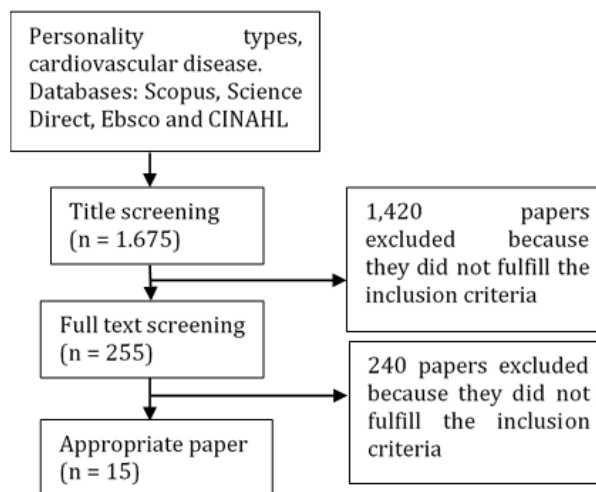 Personality types,
cardiovascular disease.
Databases: Scopus, Science
Direct, Ebsco and CINAHL
Title screening
(n = 1.675)
1,420 papers
excluded because
they did not fulfill the
inclusion criteria
Full text screening
(n = 255)
240 papers excluded
because they did not
fulfill the inclusion
criteria
Appropriate paper
(n = 15)